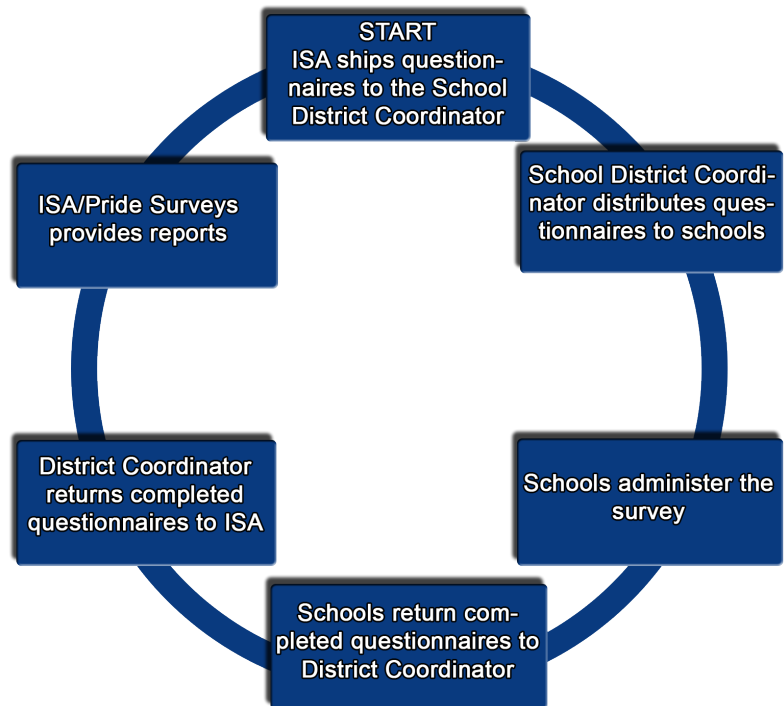 START
ISA ships question-
naires to the School
District Coordinator
School District Coordi-
nator distributes ques-
tionnaires to schools
Schools administer the
survey
Schools return com-
pleted questionnaires to
District Coordinator
District Coordinator
returns completed
questionnaires to ISA
ISA/Pride Surveys
provides reports